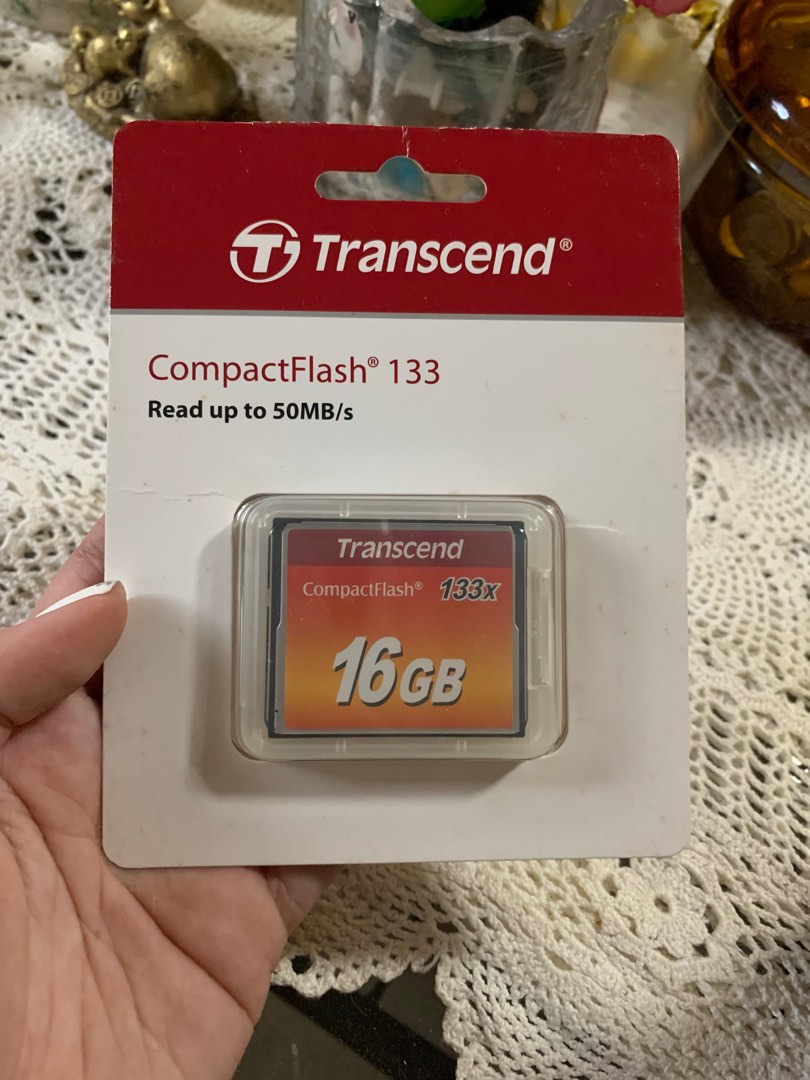 Transcend®
CompactFlash® 133
Read up to 50MB/s
Transcend
CompactFlash® 133x
16GB